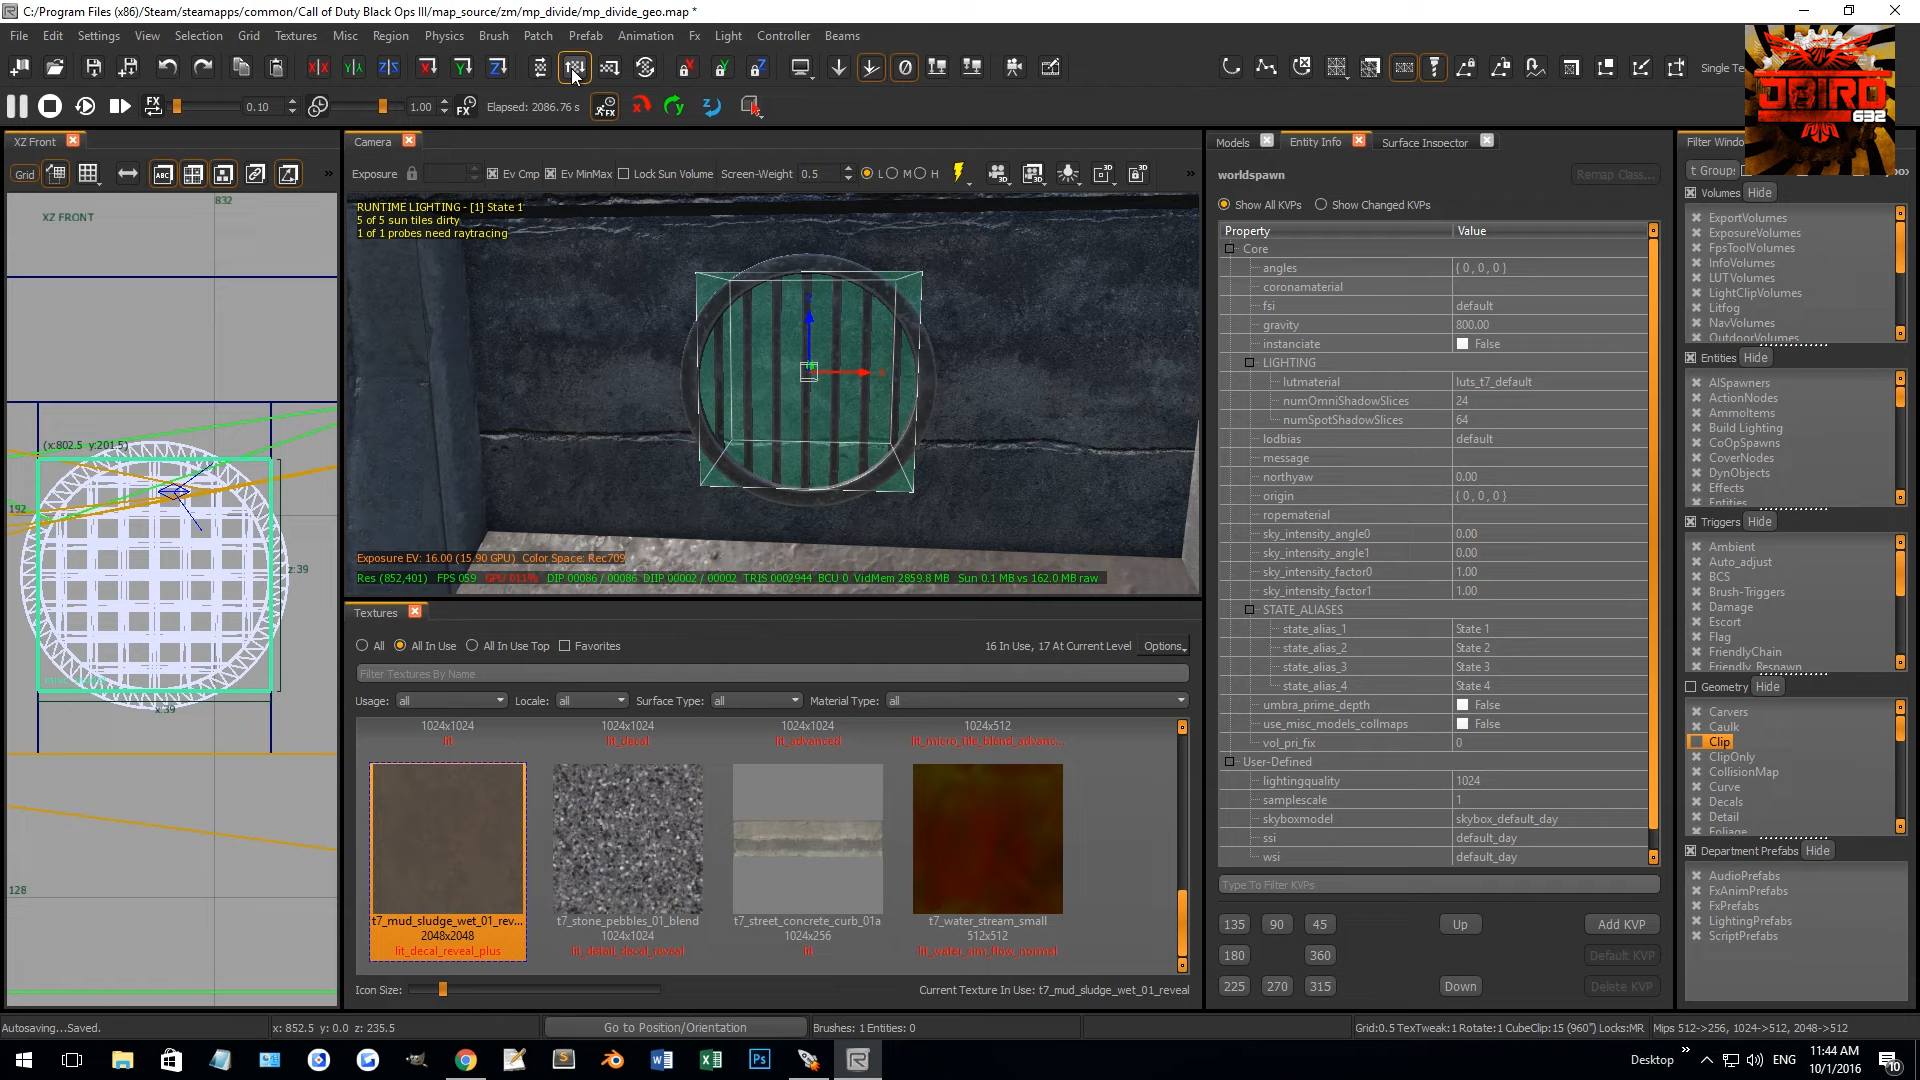 C:/Program Files (x86)/Steam/steamapps/common/Call of Duty Black Ops III/map_source/zm/mp_divide/mp_divide_geo.map *
File Edit Settings View Selection Grid Textures Misc Region Physics Brush Patch Prefab Animation Fx Light Controller Beams
Single Te
JBIRD
632
FX 0.10 1.00 FX Elapsed: 2086.76 s
XZ Front
Grid
832
XZ FRONT
(x:802.5 y:201.5)
192
z:39
x:39
128
Camera
Exposure Ev Cmp Ev MinMax Lock Sun Volume Screen-Weight 0.5 L M H
RUNTIME LIGHTING - [1] State 1
5 of 5 sun tiles dirty
1 of 1 probes need raytracing
Exposure EV: 16.00 (15.90 GPU) Color Space: Rec709
Res (852,401) FPS 059 GPU 011% DIP 00086 / 00086 DIIP 00002 / 00002 TRIS 0002944 BCU 0 VidMem 2859.8 MB Sun 0.1 MB vs 162.0 MB raw
Textures
All All In Use All In Use Top Favorites 16 In Use, 17 At Current Level Options
Filter Textures By Name
Usage: all Locale: all Surface Type: all Material Type: all
1024x1024 1024x1024 1024x1024 1024x512
lit lit_decal lit_advanced lit_micro_tile_blend_advanc...
t7_mud_sludge_wet_01_rev... t7_stone_pebbles_01_blend t7_street_concrete_curb_01a t7_water_stream_small
2048x2048 1024x1024 1024x256 512x512
lit_decal_reveal_plus lit_detail_decal_reveal lit lit_water_sim_flow_normal
Icon Size: Current Texture In Use: t7_mud_sludge_wet_01_reveal
Models Entity Info Surface Inspector
worldspawn Remap Class...
Show All KVPs Show Changed KVPs
Property Value
Core
angles { 0 , 0 , 0 }
coronamaterial
fsi default
gravity 800.00
instanciate False
LIGHTING
lutmaterial luts_t7_default
numOmniShadowSlices 24
numSpotShadowSlices 64
lodbias default
message
northyaw 0.00
origin { 0 , 0 , 0 }
ropematerial
sky_intensity_angle0 0.00
sky_intensity_angle1 0.00
sky_intensity_factor0 1.00
sky_intensity_factor1 1.00
STATE_ALIASES
state_alias_1 State 1
state_alias_2 State 2
state_alias_3 State 3
state_alias_4 State 4
umbra_prime_depth False
use_misc_models_collmaps False
vol_pri_fix 0
User-Defined
lightingquality 1024
samplescale 1
skyboxmodel skybox_default_day
ssi default_day
wsi default_day
Type To Filter KVPs
135 90 45 Up Add KVP
180 360 Default KVP
225 270 315 Down Delete KVP
Filter Windo
t Groups
Volumes Hide
ExportVolumes
ExposureVolumes
FpsToolVolumes
InfoVolumes
LUTVolumes
LightClipVolumes
Litfog
NavVolumes
OutdoorVolumes
Entities Hide
AISpawners
ActionNodes
AmmoItems
Build Lighting
CoOpSpawns
CoverNodes
DynObjects
Effects
Entities
Triggers Hide
Ambient
Auto_adjust
BCS
Brush-Triggers
Damage
Escort
Flag
FriendlyChain
Friendly_Respawn
Geometry Hide
Carvers
Caulk
Clip
ClipOnly
CollisionMap
Curve
Decals
Detail
Foliage
Department Prefabs Hide
AudioPrefabs
FxAnimPrefabs
FxPrefabs
LightingPrefabs
ScriptPrefabs
Autosaving...Saved. x: 852.5 y: 0.0 z: 235.5 Go to Position/Orientation Brushes: 1 Entities: 0 Grid:0.5 TexTweak:1 Rotate:1 CubeClip:15 (960") Locks:MR Mips 512->256, 1024->512, 2048->512
Desktop ENG 11:44 AM
10/1/2016 10